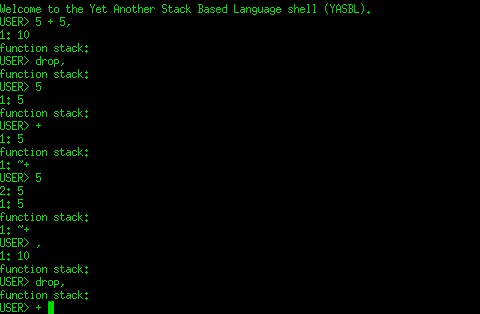 Welcome to the Yet Another Stack Based Language shell (YASBL).
USER> 5 + 5,
1: 10
function stack:
USER> drop,
function stack:
USER> 5
1: 5
function stack:
USER> +
1: 5
function stack:
1: ~+
USER> 5
2: 5
1: 5
function stack:
1: ~+
USER> ,
1: 10
function stack:
USER> drop,
function stack:
USER> +